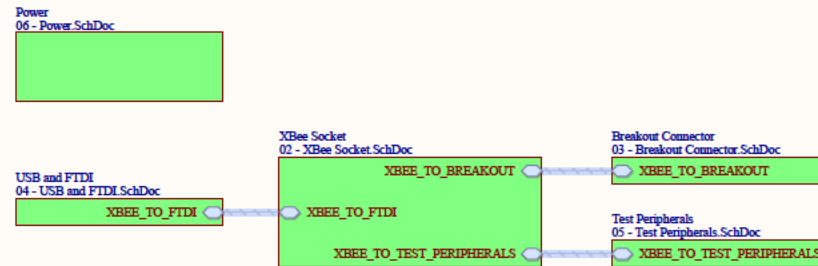 Power
06 - Power.SchDoc
XBee Socket
02 - XBee Socket.SchDoc
Breakout Connector
03 - Breakout Connector.SchDoc
XBEE_TO_BREAKOUT
XBEE_TO_BREAKOUT
USB and FTDI
04 - USB and FTDI.SchDoc
XBEE_TO_FTDI
XBEE_TO_FTDI
Test Peripherals
05 - Test Peripherals.SchDoc
XBEE_TO_TEST_PERIPHERALS
XBEE_TO_TEST_PERIPHERALS